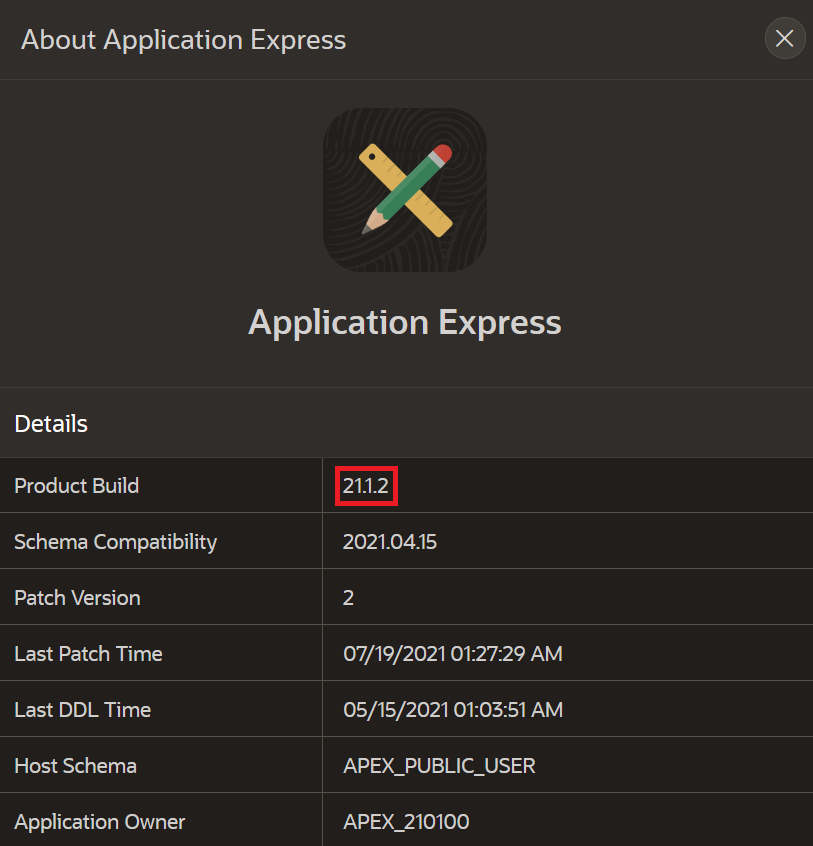 About Application Express
Application Express
Details
Product Build 21.1.2
Schema Compatibility 2021.04.15
Patch Version 2
Last Patch Time 07/19/2021 01:27:29 AM
Last DDL Time 05/15/2021 01:03:51 AM
Host Schema APEX_PUBLIC_USER
Application Owner APEX_210100